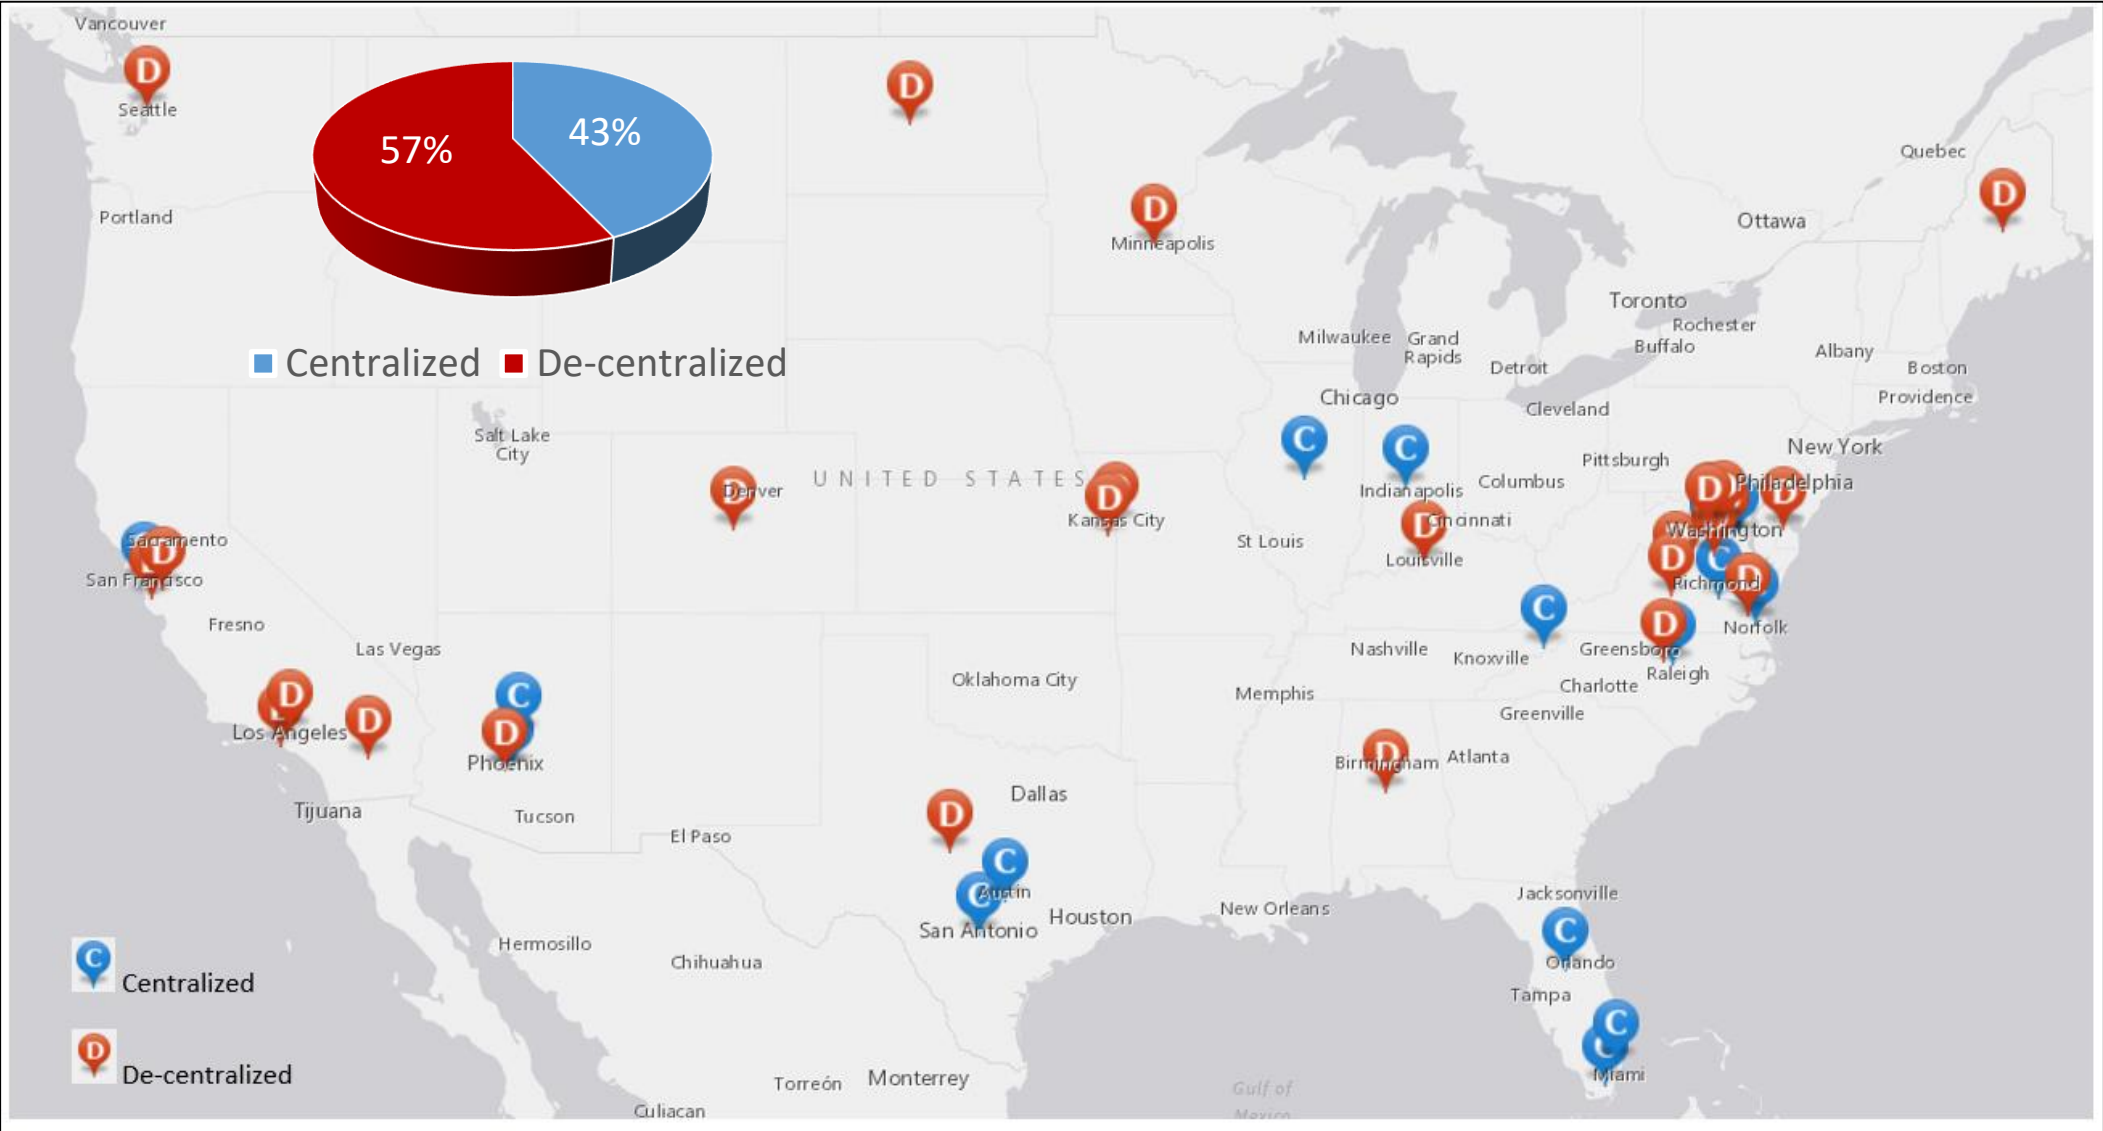 Vancouver
D
D
Seattle
57%
43%
Quebec
D
D
Portland
Ottawa
Minneapolis
Toronto
Rochester
Milwaukee
Grand
Rapids
Buffalo
Albany
Centralized
De-centralized
Detroit
Boston
Providence
Chicago
Cleveland
Salt Lake
City
C
C
New York
Pittsburgh
UNITED STATES
D
Denver
D
Kansas City
Indianapolis
Columbus
D
Philadelphia
D
D
Cincinnati
Washington
Sacramento
D
St Louis
Louisville
San Francisco
D
C
Richmond
D
C
Fresno
D
Norfolk
Las Vegas
Nashville
Knoxville
Greensboro
Raleigh
D
C
Oklahoma City
Memphis
Charlotte
Greenville
D
Los Angeles
D
Phoenix
D
Birmingham
Atlanta
Dallas
Tijuana
Tucson
D
El Paso
C
C
Austin
Jacksonville
New Orleans
Houston
San Antonio
C
Hermosillo
Chihuahua
Orlando
C
Centralized
Tampa
C
C
D
De-centralized
Miami
Torreón
Monterrey
Gulf of
Mexico
Culiacan